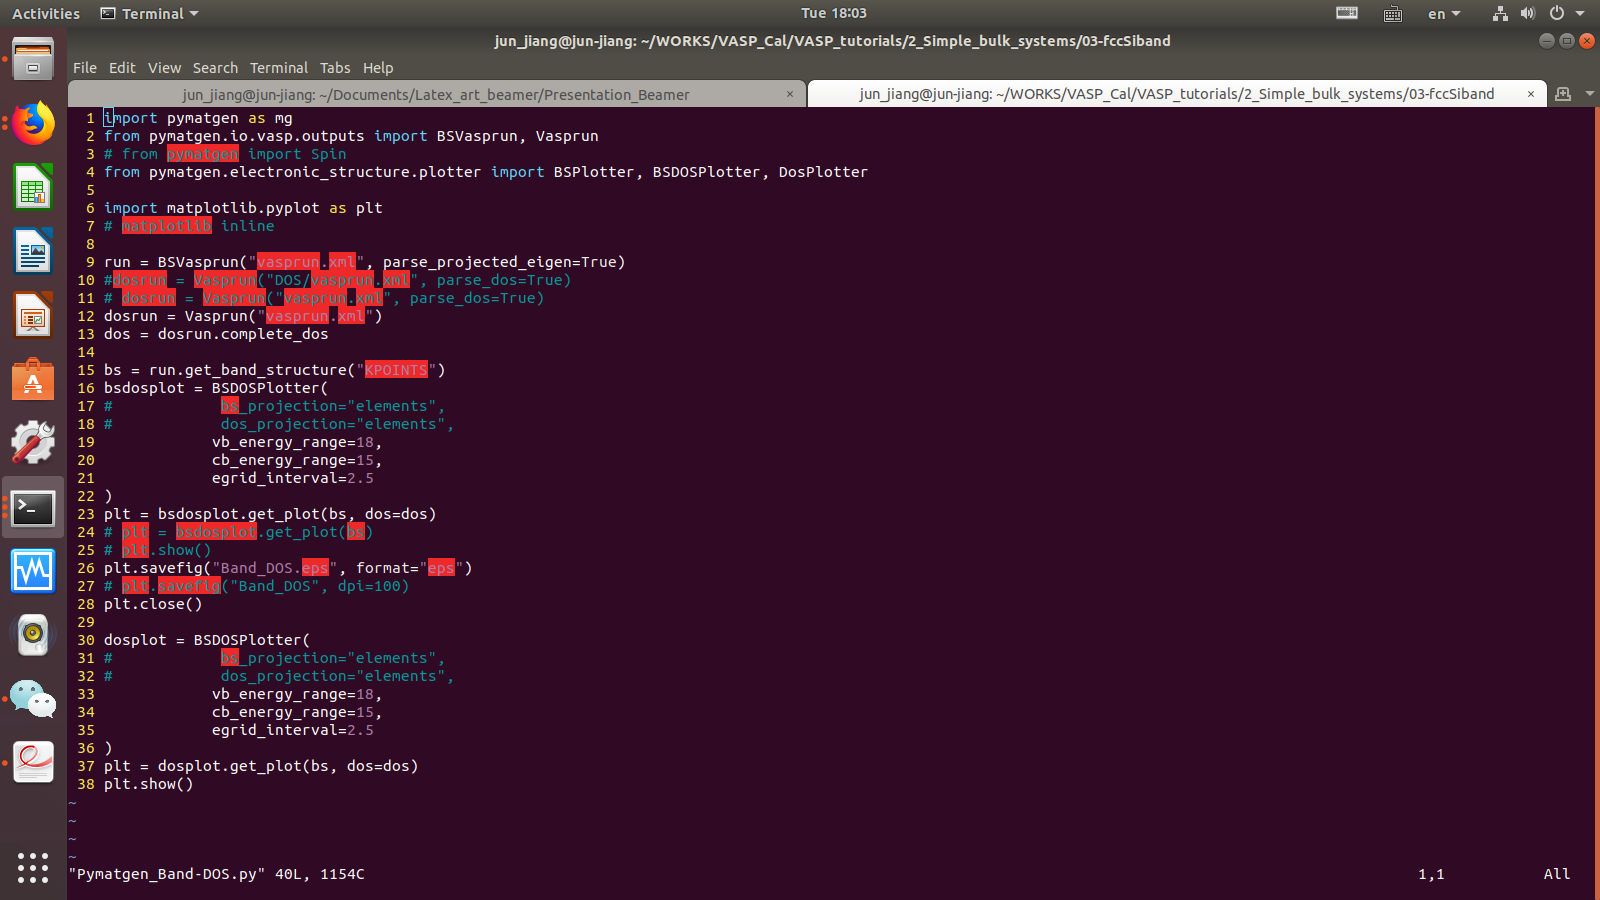 Activities Terminal Tue 18:03 en
jun_jiang@jun-jiang: ~/WORKS/VASP_Cal/VASP_tutorials/2_Simple_bulk_systems/03-fccSiband
File Edit View Search Terminal Tabs Help
jun_jiang@jun-jiang: ~/Documents/Latex_art_beamer/Presentation_Beamer × jun_jiang@jun-jiang: ~/WORKS/VASP_Cal/VASP_tutorials/2_Simple_bulk_systems/03-fccSiband ×
1 import pymatgen as mg
2 from pymatgen.io.vasp.outputs import BSVasprun, Vasprun
3 # from pymatgen import Spin
4 from pymatgen.electronic_structure.plotter import BSPlotter, BSDOSPlotter, DosPlotter
5
6 import matplotlib.pyplot as plt
7 # matplotlib inline
8
9 run = BSVasprun("vasprun.xml", parse_projected_eigen=True)
10 #dosrun = Vasprun("DOS/vasprun.xml", parse_dos=True)
11 # dosrun = Vasprun("vasprun.xml", parse_dos=True)
12 dosrun = Vasprun("vasprun.xml")
13 dos = dosrun.complete_dos
14
15 bs = run.get_band_structure("KPOINTS")
16 bsdosplot = BSDOSPlotter(
17 #            bs_projection="elements",
18 #            dos_projection="elements",
19             vb_energy_range=18,
20             cb_energy_range=15,
21             egrid_interval=2.5
22 )
23 plt = bsdosplot.get_plot(bs, dos=dos)
24 # plt = bsdosplot.get_plot(bs)
25 # plt.show()
26 plt.savefig("Band_DOS.eps", format="eps")
27 # plt.savefig("Band_DOS", dpi=100)
28 plt.close()
29
30 dosplot = BSDOSPlotter(
31 #            bs_projection="elements",
32 #            dos_projection="elements",
33             vb_energy_range=18,
34             cb_energy_range=15,
35             egrid_interval=2.5
36 )
37 plt = dosplot.get_plot(bs, dos=dos)
38 plt.show()
~
~
~
~
"Pymatgen_Band-DOS.py" 40L, 1154C 1,1 All